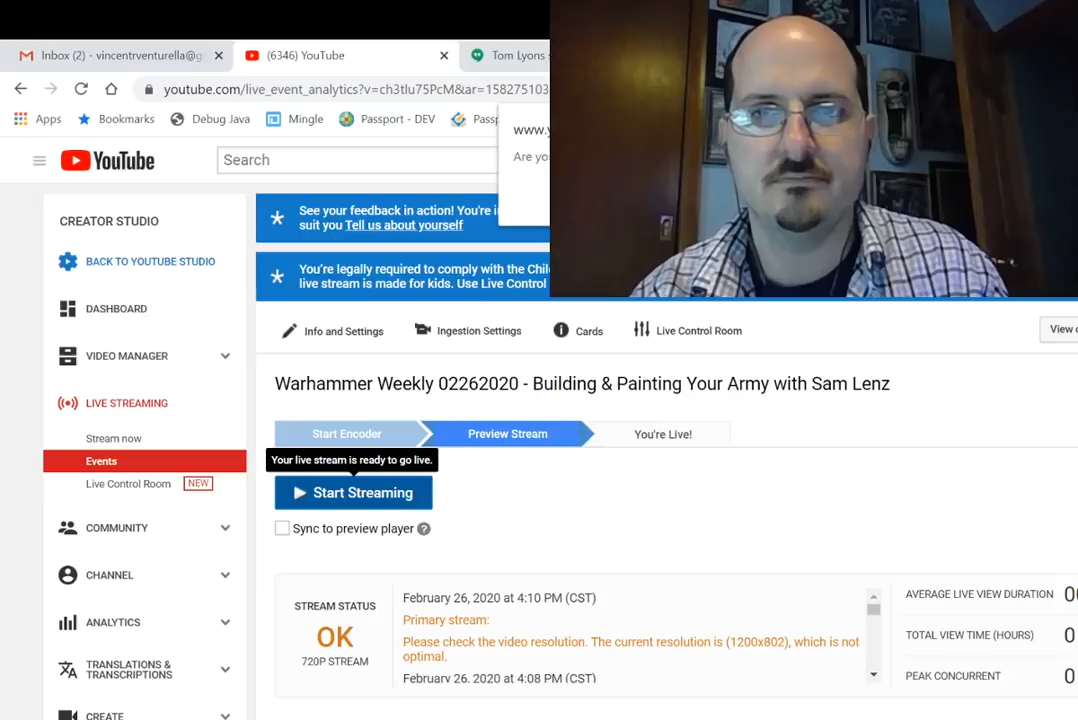 Inbox (2) - vincentrventurella@g
(6346) YouTube
Tom Lyons s
youtube.com/live_event_analytics?v=ch3tlu75PcM&ar=158275103
Apps
Bookmarks
Debug Java
Mingle
Passport - DEV
Passp
www.y
Are you
YouTube
Search
CREATOR STUDIO
BACK TO YOUTUBE STUDIO
DASHBOARD
VIDEO MANAGER
LIVE STREAMING
Stream now
Events
Live Control Room NEW
COMMUNITY
CHANNEL
ANALYTICS
TRANSLATIONS &
TRANSCRIPTIONS
CREATE
See your feedback in action! You're in
suit you Tell us about yourself
You're legally required to comply with the Chil
live stream is made for kids. Use Live Control
Info and Settings
Ingestion Settings
Cards
Live Control Room
View o
Warhammer Weekly 02262020 - Building & Painting Your Army with Sam Lenz
Start Encoder
Preview Stream
You're Live!
Your live stream is ready to go live.
Start Streaming
Sync to preview player ?
STREAM STATUS
OK
720P STREAM
February 26, 2020 at 4:10 PM (CST)
Primary stream:
Please check the video resolution. The current resolution is (1200x802), which is not
optimal.
February 26, 2020 at 4:08 PM (CST)
AVERAGE LIVE VIEW DURATION 00
TOTAL VIEW TIME (HOURS) 0
PEAK CONCURRENT 0